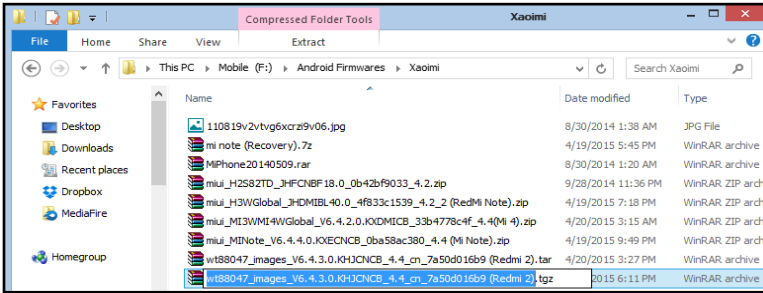 Compressed Folder Tools
Xaoimi
File Home Share View Extract
This PC Mobile (F:) Android Firmwares Xaoimi Search Xaoimi
Name Date modified Type
Favorites
Desktop
Downloads
Recent places
Dropbox
MediaFire
Homegroup
110819v2vtvg6xcrzi9v06.jpg 8/30/2014 1:38 AM JPG File
mi note (Recovery).7z 4/19/2015 5:45 PM WinRAR archive
MiPhone20140509.rar 8/30/2014 1:20 AM WinRAR archive
miui_H2S82TD_JHFCNBF18.0_0b42bf9033_4.2.zip 9/28/2014 11:36 PM WinRAR ZIP arch
miui_H3WGlobal_JHDMIBL40.0_4f833c1539_4.2_2 (RedMi Note).zip 4/19/2015 7:18 PM WinRAR ZIP arch
miui_MI3WMI4WGlobal_V6.4.2.0.KXDMICB_33b4778c4f_4.4(Mi 4).zip 4/20/2015 3:15 AM WinRAR ZIP arch
miui_MINote_V6.4.4.0.KXECNCB_0ba58ac380_4.4 (Mi Note).zip 4/19/2015 9:49 PM WinRAR ZIP arch
wt88047_images_V6.4.3.0.KHJCNCB_4.4_cn_7a50d016b9 (Redmi 2).tar 4/20/2015 3:27 PM WinRAR archive
wt88047_images_V6.4.3.0.KHJCNCB_4.4_cn_7a50d016b9 (Redmi 2).tgz 2015 6:11 PM WinRAR archive